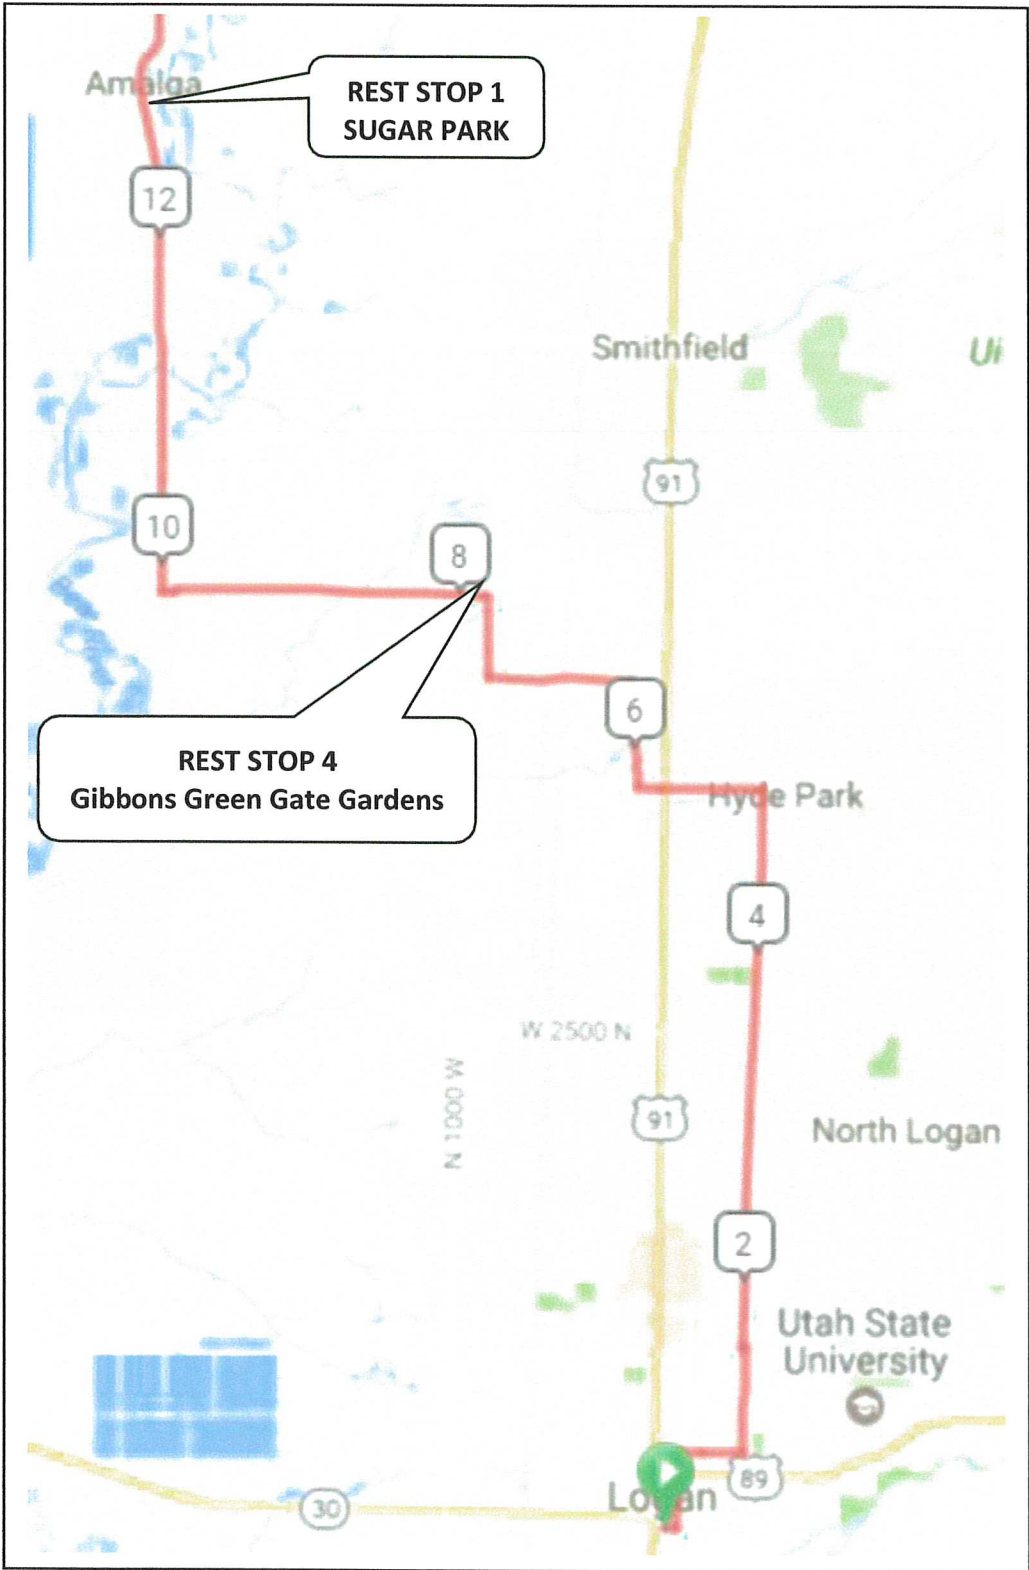 Amalga
REST STOP 1
SUGAR PARK
12
Smithfield
Ui
91
10
8
6
REST STOP 4
Gibbons Green Gate Gardens
Hyde Park
4
W 2500 N
N 1000 W
91
North Logan
2
Utah State
University
89
Logan
30